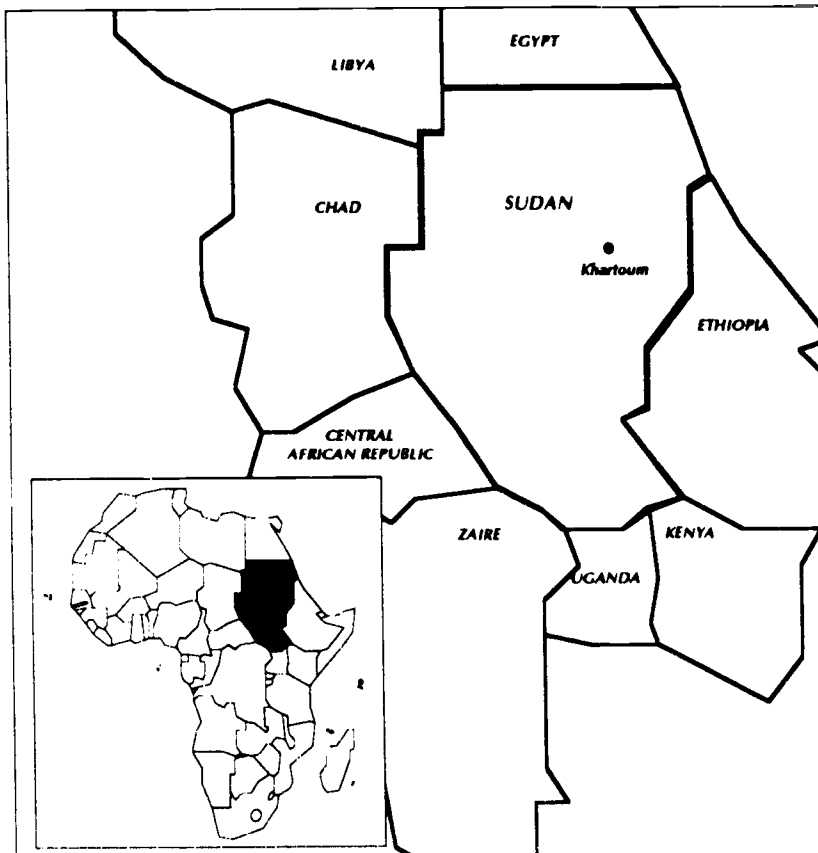 EGYPT
LIBYA
CHAD
SUDAN
Khartoum
ETHIOPIA
CENTRAL
AFRICAN REPUBLIC
ZAIRE
KENYA
UGANDA